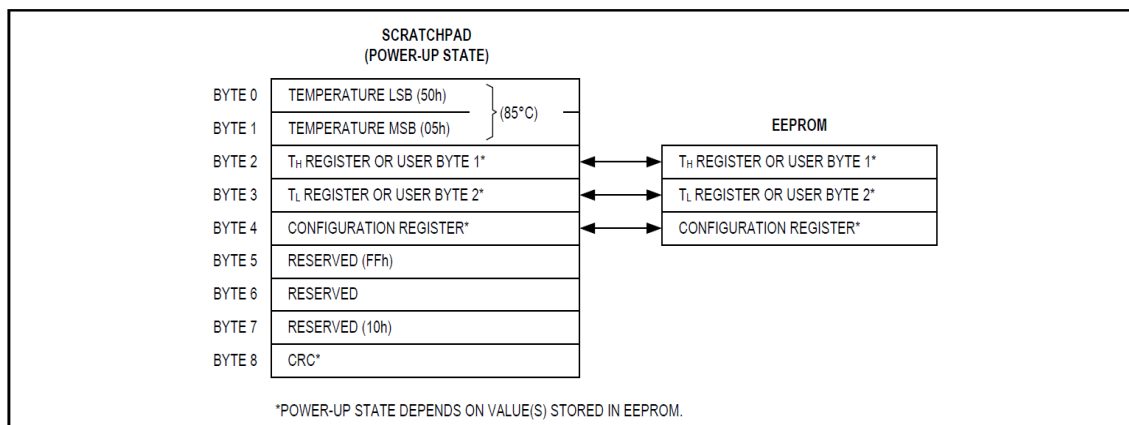 SCRATCHPAD
(POWER-UP STATE)
BYTE 0 TEMPERATURE LSB (50h)
(85°C)
BYTE 1 TEMPERATURE MSB (05h)
EEPROM
BYTE 2 TH REGISTER OR USER BYTE 1* TH REGISTER OR USER BYTE 1*
BYTE 3 TL REGISTER OR USER BYTE 2* TL REGISTER OR USER BYTE 2*
BYTE 4 CONFIGURATION REGISTER* CONFIGURATION REGISTER*
BYTE 5 RESERVED (FFh)
BYTE 6 RESERVED
BYTE 7 RESERVED (10h)
BYTE 8 CRC*
*POWER-UP STATE DEPENDS ON VALUE(S) STORED IN EEPROM.